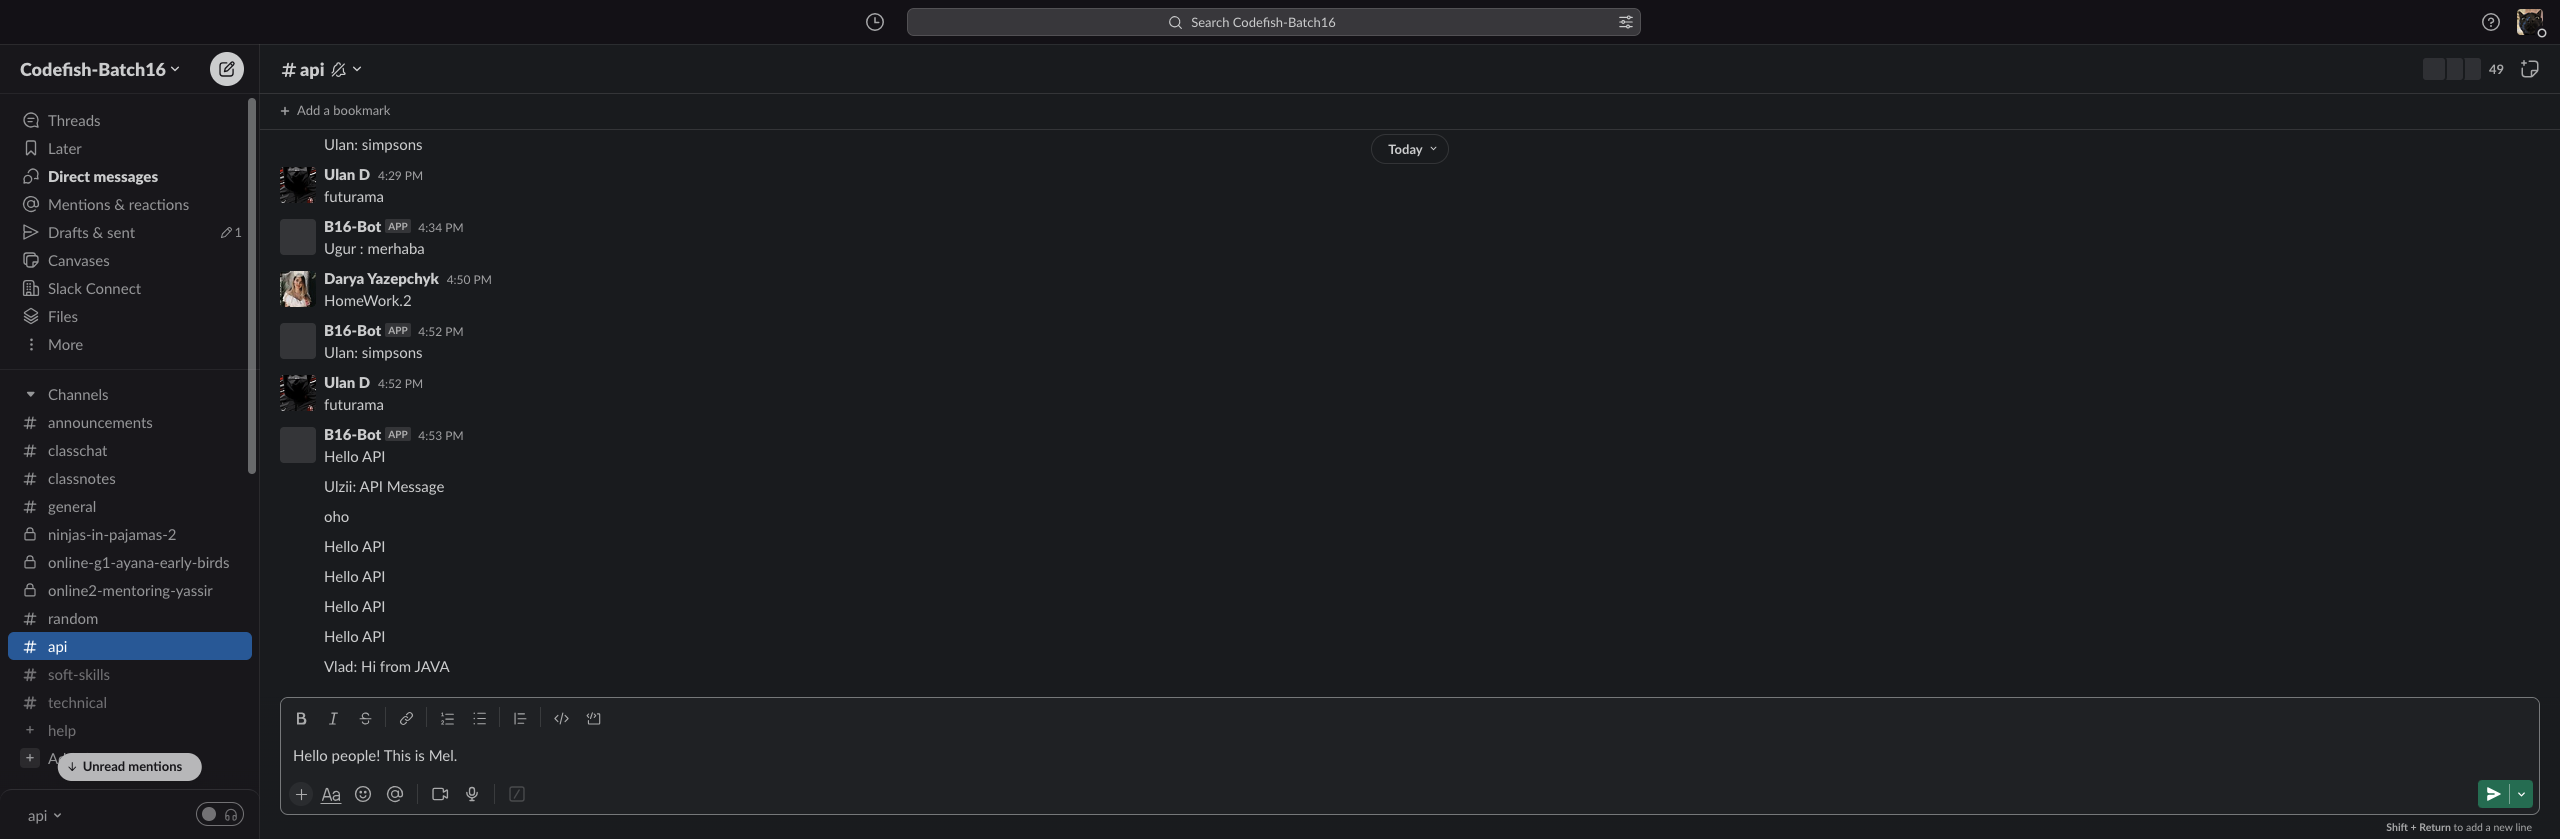 Search Codefish-Batch16
Codefish-Batch16
# api
49
Add a bookmark
Threads
Later
Direct messages
Mentions & reactions
Drafts & sent
1
Canvases
Slack Connect
Files
More
Channels
# announcements
# classchat
# classnotes
# general
ninjas-in-pajamas-2
online-g1-ayana-early-birds
online2-mentoring-yassir
# random
# api
# soft-skills
# technical
+ help
+ A
Unread mentions
api
Ulan: simpsons
Today
Ulan D 4:29 PM
futurama
B16-Bot APP 4:34 PM
Ugur : merhaba
Darya Yazepchyk 4:50 PM
HomeWork.2
B16-Bot APP 4:52 PM
Ulan: simpsons
Ulan D 4:52 PM
futurama
B16-Bot APP 4:53 PM
Hello API
Ulzii: API Message
oho
Hello API
Hello API
Hello API
Hello API
Vlad: Hi from JAVA
B I S
Hello people! This is Mel.
+ Aa
Shift + Return to add a new line